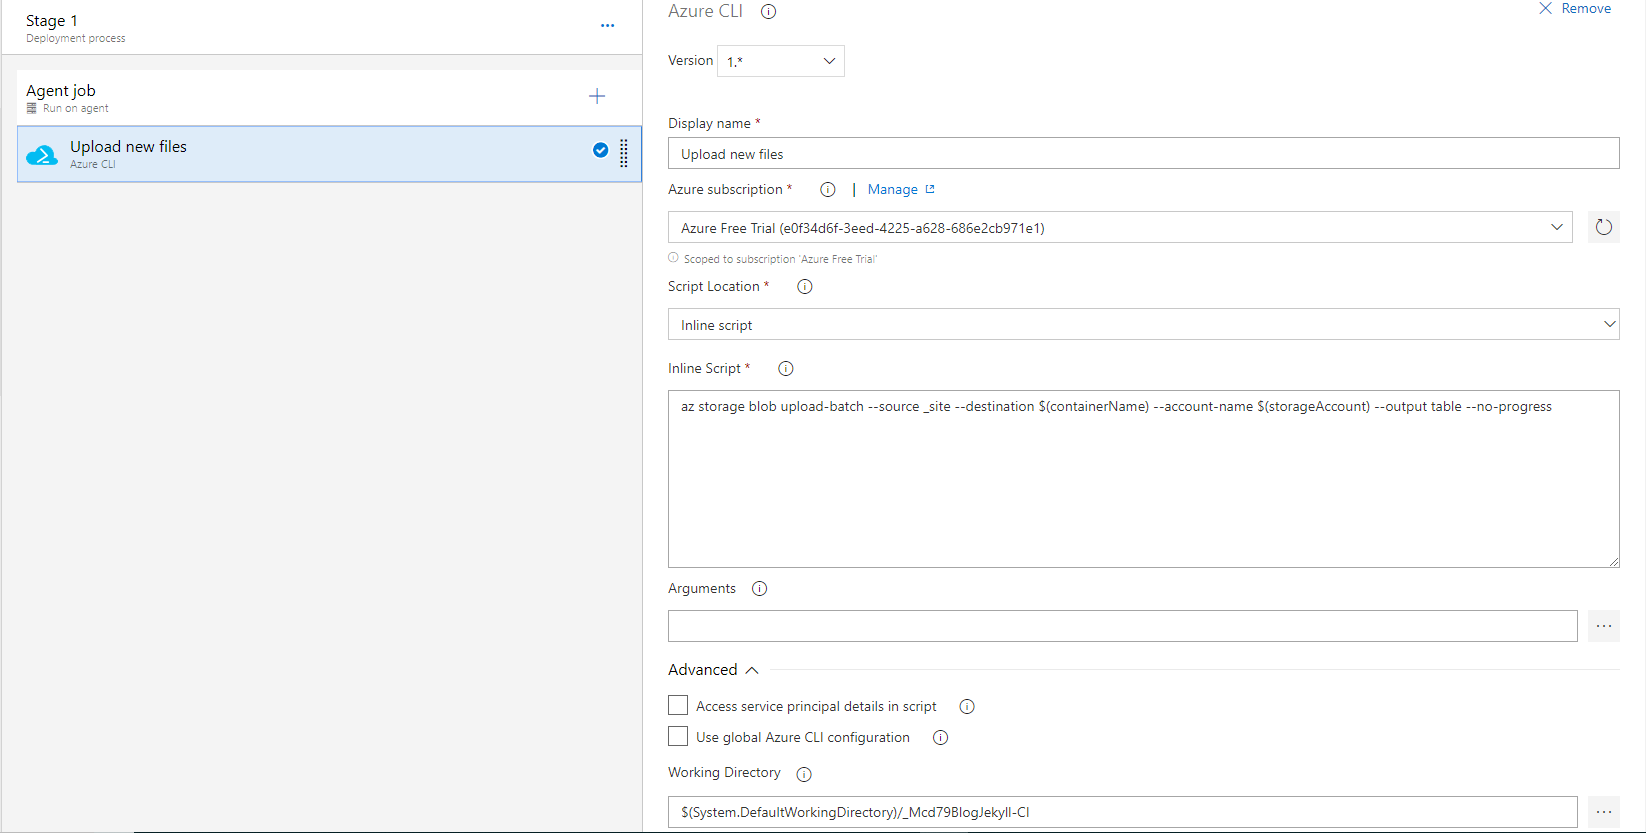 Stage 1
Deployment process
Agent job
Run on agent
Upload new files
Azure CLI
Azure CLI
Remove
Version
1.*
Display name *
Upload new files
Azure subscription *
| Manage
Azure Free Trial (e0f34d6f-3eed-4225-a628-686e2cb971e1)
Scoped to subscription 'Azure Free Trial'
Script Location *
Inline script
Inline Script *
az storage blob upload-batch --source _site --destination $(containerName) --account-name $(storageAccount) --output table --no-progress
Arguments
Advanced
Access service principal details in script
Use global Azure CLI configuration
Working Directory
$(System.DefaultWorkingDirectory)/_Mcd79BlogJekyll-CI